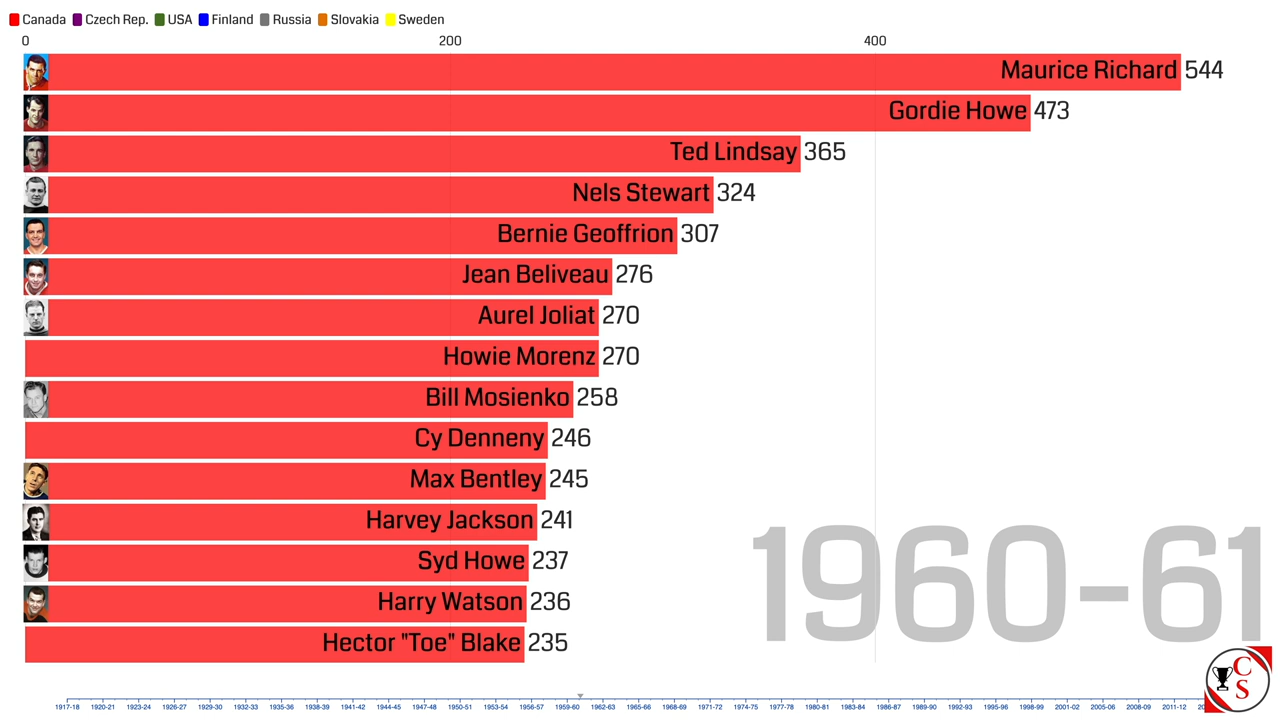 Canada Czech Rep. USA Finland Russia Slovakia Sweden
0 200 400
Maurice Richard 544
Gordie Howe 473
Ted Lindsay 365
Nels Stewart 324
Bernie Geoffrion 307
Jean Beliveau 276
Aurel Joliat 270
Howie Morenz 270
Bill Mosienko 258
Cy Denneny 246
Max Bentley 245
Harvey Jackson 241
Syd Howe 237
Harry Watson 236
Hector "Toe" Blake 235
1960-61
CS
1917-18 1920-21 1923-24 1926-27 1929-30 1932-33 1935-36 1938-39 1941-42 1944-45 1947-48 1950-51 1953-54 1956-57 1959-60 1962-63 1965-66 1968-69 1971-72 1974-75 1977-78 1980-81 1983-84 1986-87 1989-90 1992-93 1995-96 1998-99 2001-02 2005-06 2008-09 2011-12